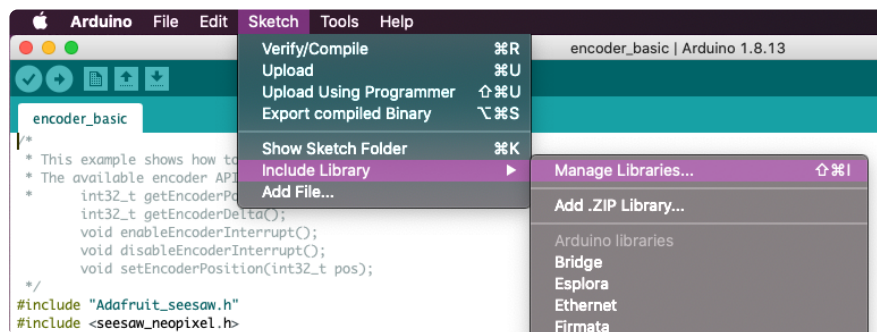 Arduino File Edit Sketch Tools Help
encoder_basic | Arduino 1.8.13
encoder_basic
/*
* This example shows how to
* The available encoder API
* int32_t getEncoderPo
int32_t getEncoderDelta();
void enableEncoderInterrupt();
void disableEncoderInterrupt();
void setEncoderPosition(int32_t pos);
*/
#include "Adafruit_seesaw.h"
#include <seesaw_neopixel.h>
Verify/Compile ⌘R
Upload ⌘U
Upload Using Programmer ⇧⌘U
Export compiled Binary ⌥⌘S
Show Sketch Folder ⌘K
Include Library ▶
Add File...
Manage Libraries... ⇧⌘I
Add .ZIP Library...
Arduino libraries
Bridge
Esplora
Ethernet
Firmata